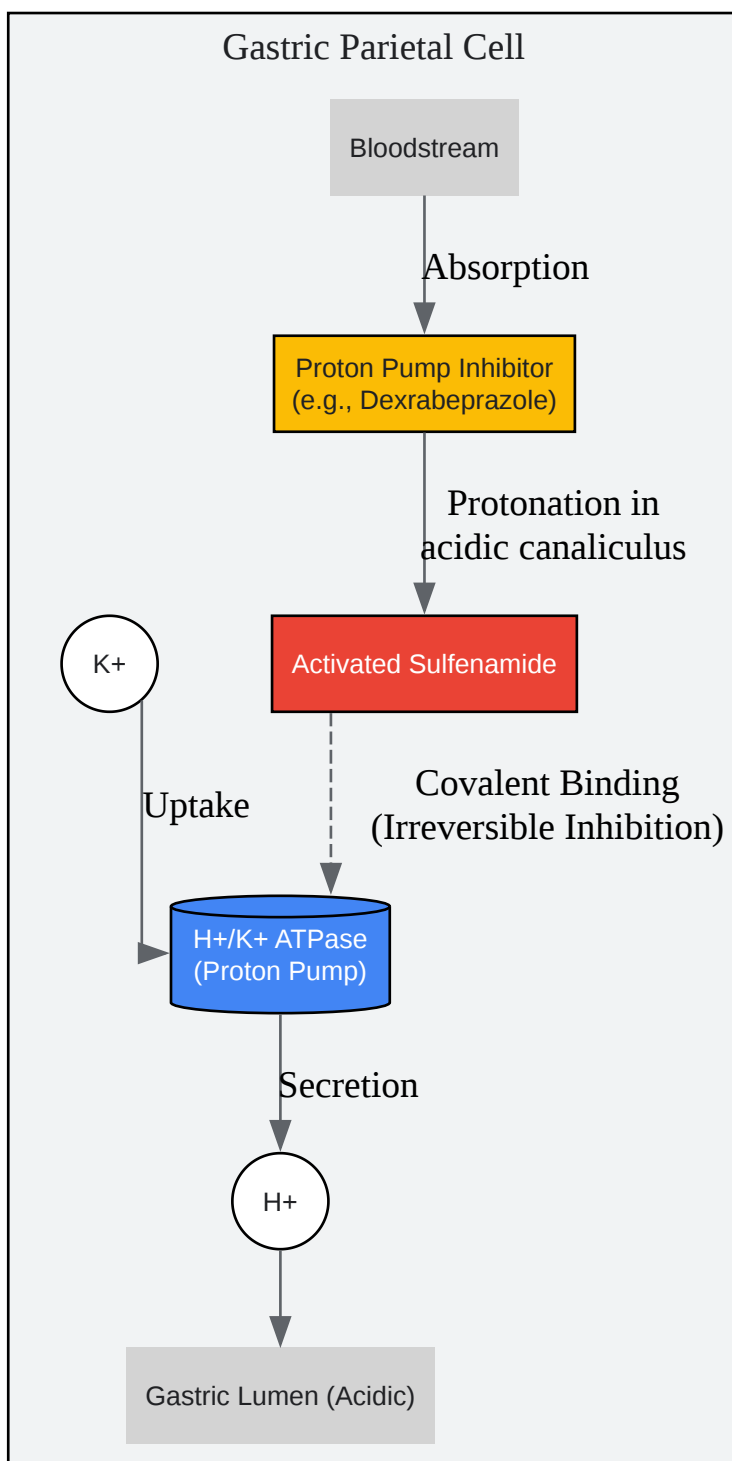 Gastric Parietal Cell
Bloodstream
Absorption
Proton Pump Inhibitor
(e.g., Dexrabeprazole)
Protonation in
acidic canaliculus
K+
Activated Sulfenamide
Uptake
Covalent Binding
(Irreversible Inhibition)
H+/K+ ATPase
(Proton Pump)
Secretion
H+
Gastric Lumen (Acidic)